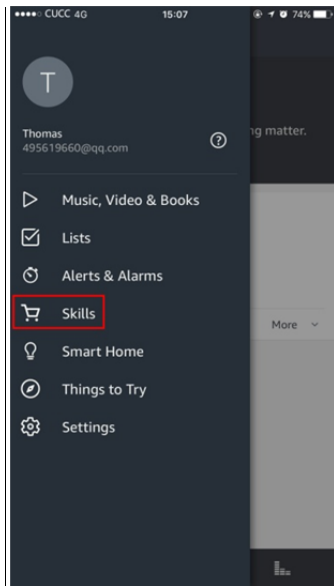 CUCC 4G 15:07 74%
T
Thomas
495619660@qq.com
ng matter.
Music, Video & Books
Lists
Alerts & Alarms
Skills
More
Smart Home
Things to Try
Settings